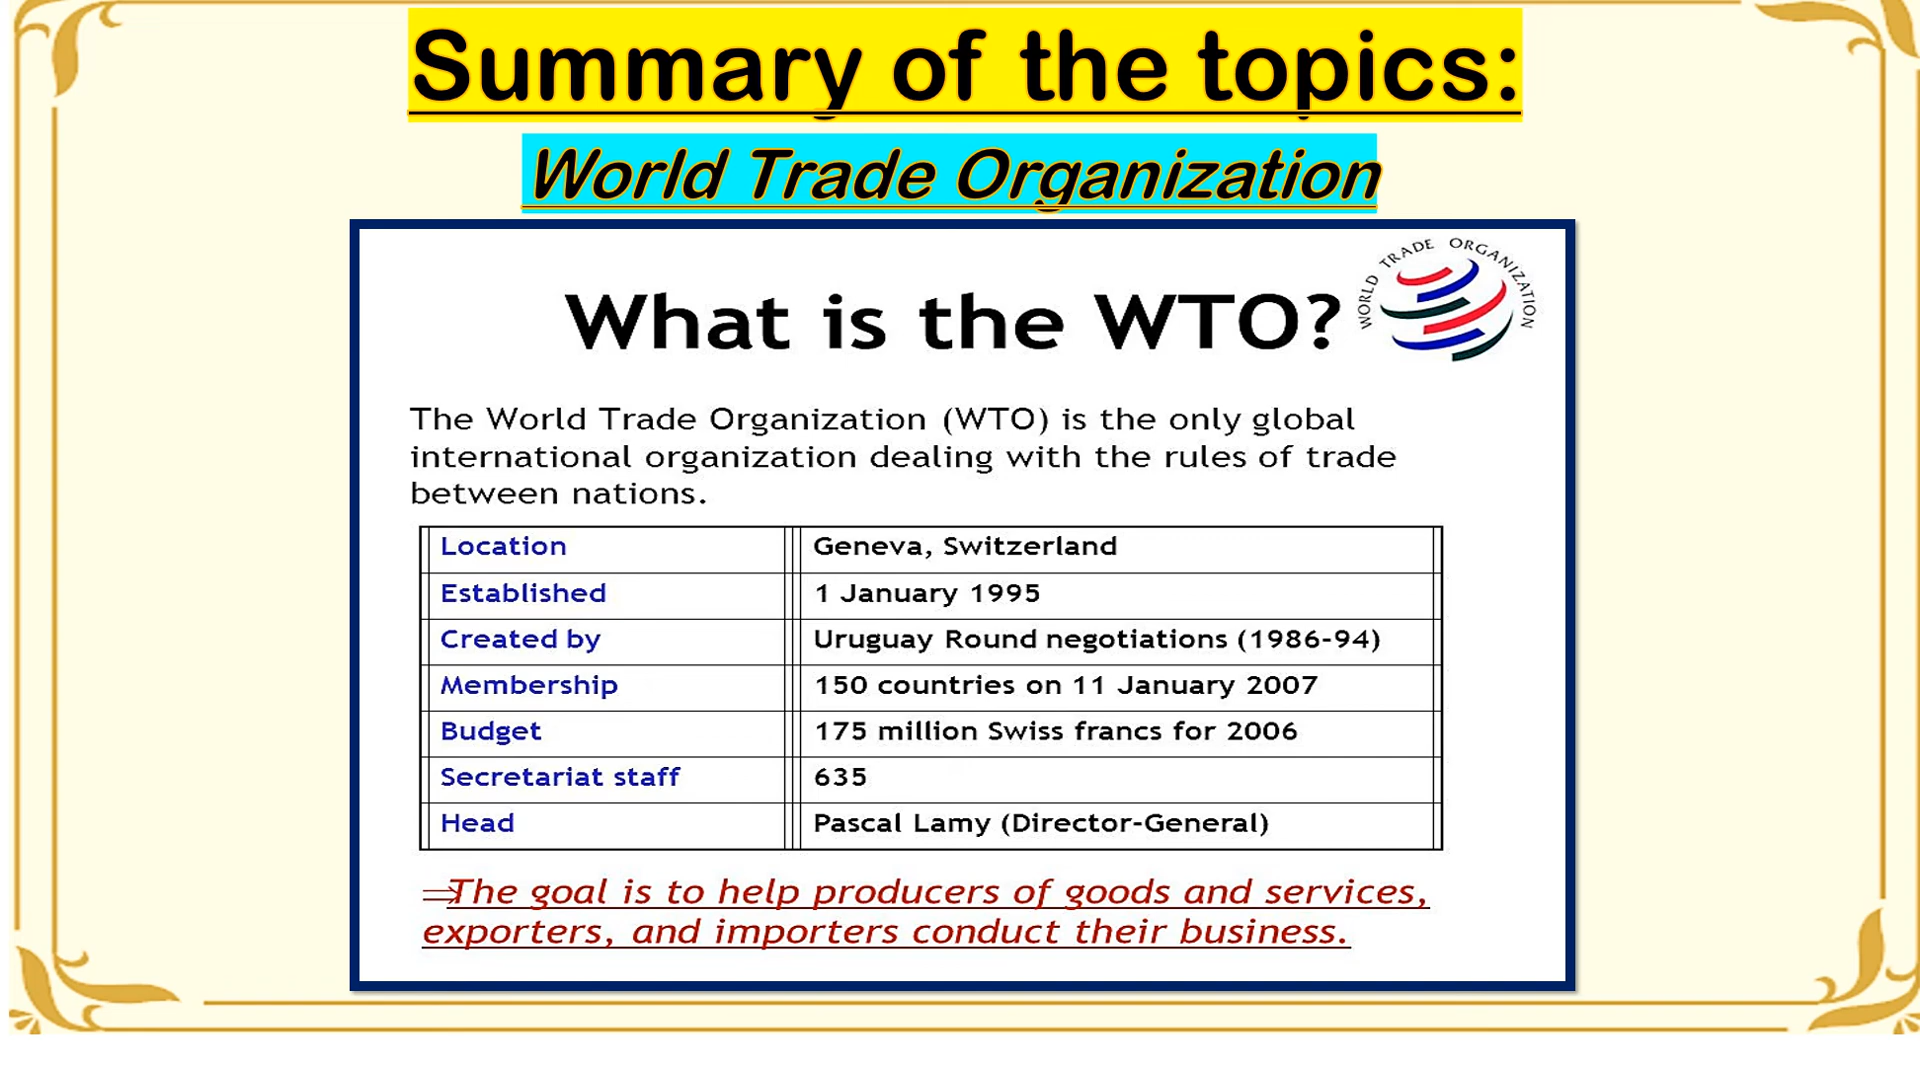 Summary of the topics:
World Trade Organization
WORLD TRADE ORGANIZATION
What is the WTO?
The World Trade Organization (WTO) is the only global
international organization dealing with the rules of trade
between nations.
Location Geneva, Switzerland
Established 1 January 1995
Created by Uruguay Round negotiations (1986-94)
Membership 150 countries on 11 January 2007
Budget 175 million Swiss francs for 2006
Secretariat staff 635
Head Pascal Lamy (Director-General)
⇒The goal is to help producers of goods and services,
exporters, and importers conduct their business.